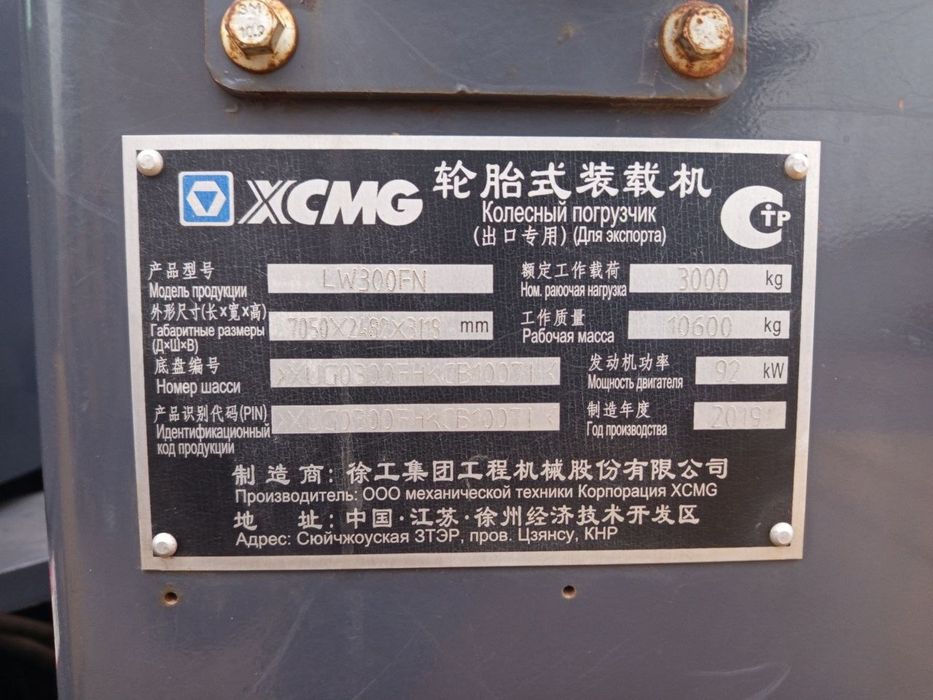 3M
10.9
XCMG 轮胎式装载机
Колесный погрузчик
(出口专用) (Для экспорта)
СТР
产品型号
Модель продукции LW300FN
额定工作载荷
Ном. раюочая нагрузка 3000 kg
外形尺寸(长×宽×高)
Габаритные размеры
(Д×Ш×В) mm
工作质量
Рабочая масса 10600 kg
底盘编号
Номер шасси
发动机功率
Мощность двигателя 92 kW
产品识别代码(PIN)
Идентификационный
код продукции
制造年度
Год производства 2019
制造商:徐工集团工程机械股份有限公司
Производитель: ООО механической техники Корпорация XCMG
地 址:中国·江苏·徐州经济技术开发区
Адрес: Сюйчжоуская ЗТЭР, пров. Цзянсу, КНР